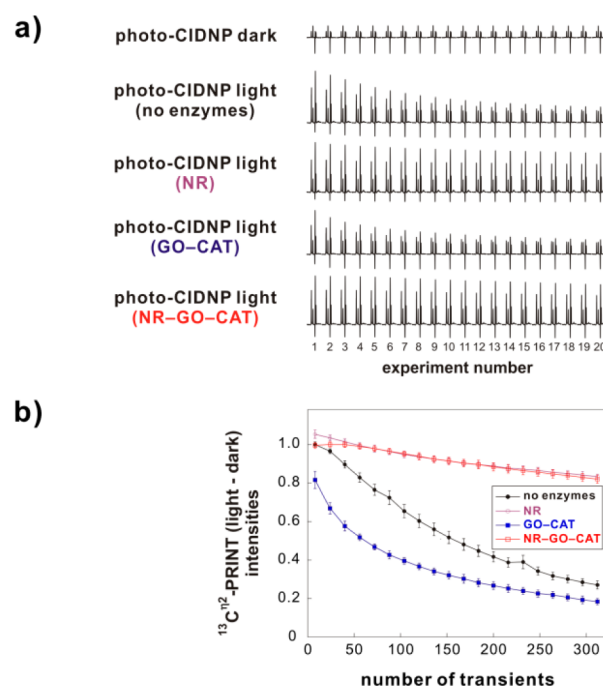 a)
photo-CIDNP dark
photo-CIDNP light
(no enzymes)
photo-CIDNP light
(NR)
photo-CIDNP light
(GO–CAT)
photo-CIDNP light
(NR–GO–CAT)
1 2 3 4 5 6 7 8 9 10 11 12 13 14 15 16 17 18 19 20
experiment number
b)
13Cη2-PRINT (light - dark)
intensities
1.0
0.8
0.6
0.4
0.2
0
no enzymes
NR
GO–CAT
NR–GO–CAT
0 50 100 150 200 250 300
number of transients